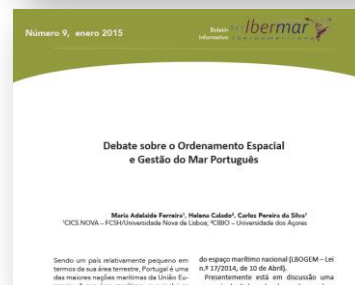 Número 9, enero 2015
Boletín
Informativo
Ibermar
Debate sobre o Ordenamento Espacial
e Gestão do Mar Português
Maria Adelaide Ferreira¹, Helena Calado², Carlos Pereira da Silva¹
¹CICS.NOVA – FCSH/Universidade Nova de Lisboa; ²CIBIO – Universidade dos Açores
Sendo um país relativamente pequeno em
termos da sua área terrestre, Portugal é uma
das maiores nações marítimas da União Eu-
do espaço marítimo nacional (LBOGEM – Lei
n.º 17/2014, de 10 de Abril).
Presentemente está em discussão uma